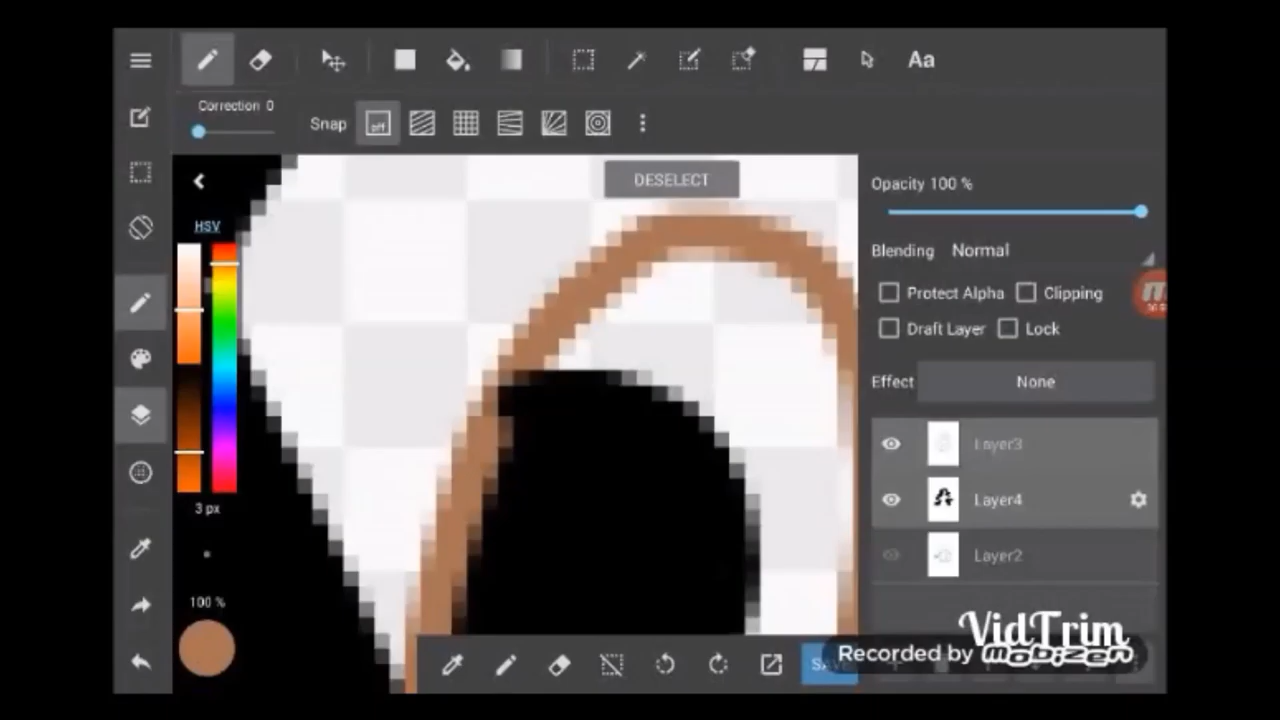 Aa
Correction 0
Snap off
DESELECT
HSV
Opacity 100 %
Blending Normal
Protect Alpha Clipping
Draft Layer Lock
Effect None
Layer3
Layer4
3 px
Layer2
100 %
VidTrim
Recorded by mobizen